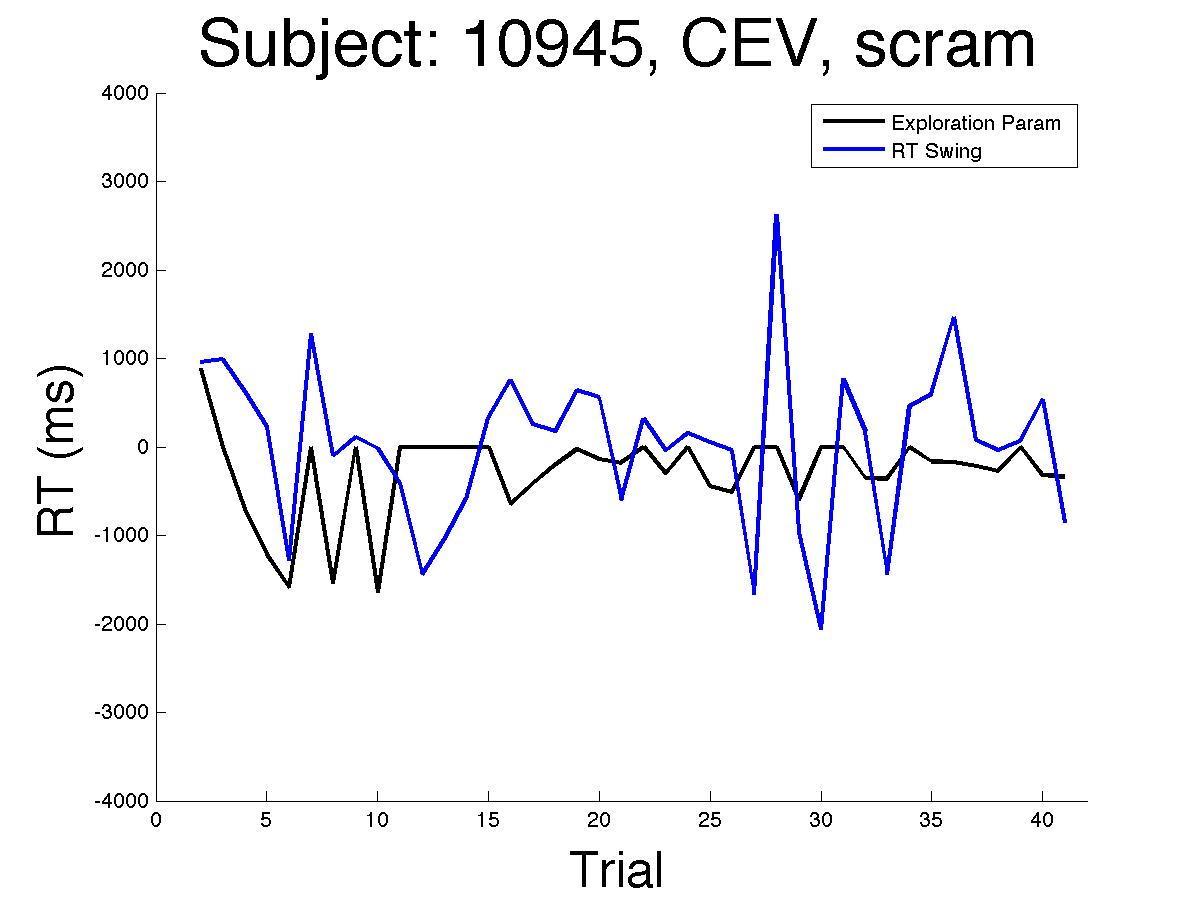 Subject: 10945, CEV, scram
4000
3000
2000
1000
0
-1000
-2000
-3000
-4000
RT (ms)
Exploration Param
RT Swing
0 5 10 15 20 25 30 35 40
Trial